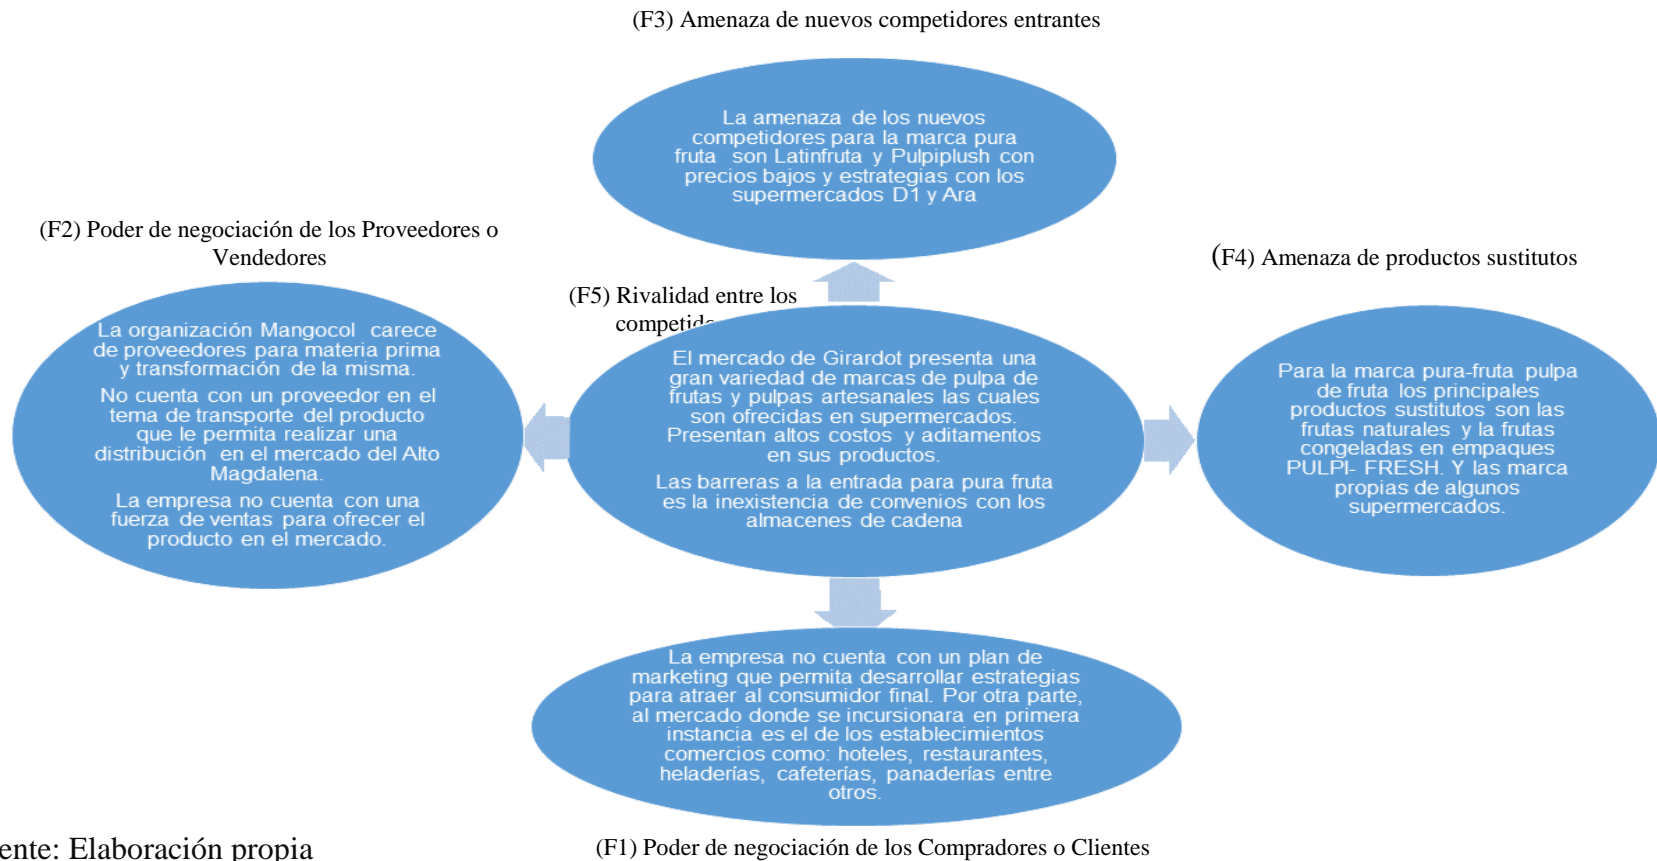 (F3) Amenaza de nuevos competidores entrantes
La amenaza de los nuevos
competidores para la marca pura
fruta son Latinfruta y Pulpiplush con
precios bajos y estrategias con los
supermercados D1 y Ara
(F2) Poder de negociación de los Proveedores o
Vendedores
La organización Mangocol carece
de proveedores para materia prima
y transformación de la misma.
No cuenta con un proveedor en el
tema de transporte del producto
que le permita realizar una
distribución en el mercado del Alto
Magdalena.
La empresa no cuenta con una
fuerza de ventas para ofrecer el
producto en el mercado.
(F5) Rivalidad entre los
El mercado de Girardot presenta una
gran variedad de marcas de pulpa de
frutas y pulpas artesanales las cuales
son ofrecidas en supermercados.
Presentan altos costos y aditamentos
en sus productos.
Las barreras a la entrada para pura fruta
es la inexistencia de convenios con los
almacenes de cadena
(F4) Amenaza de productos sustitutos
Para la marca pura-fruta pulpa
de fruta los principales
productos sustitutos son las
frutas naturales y la frutas
congeladas en empaques
PULPI- FRESH. Y las marca
propias de algunos
supermercados.
La empresa no cuenta con un plan de
marketing que permita desarrollar estrategias
para atraer al consumidor final. Por otra parte,
al mercado donde se incursionara en primera
instancia es el de los establecimientos
comercios como: hoteles, restaurantes,
heladerías, cafeterías, panaderías entre
otros.
(F1) Poder de negociación de los Compradores o Clientes
ente: Elaboración propia